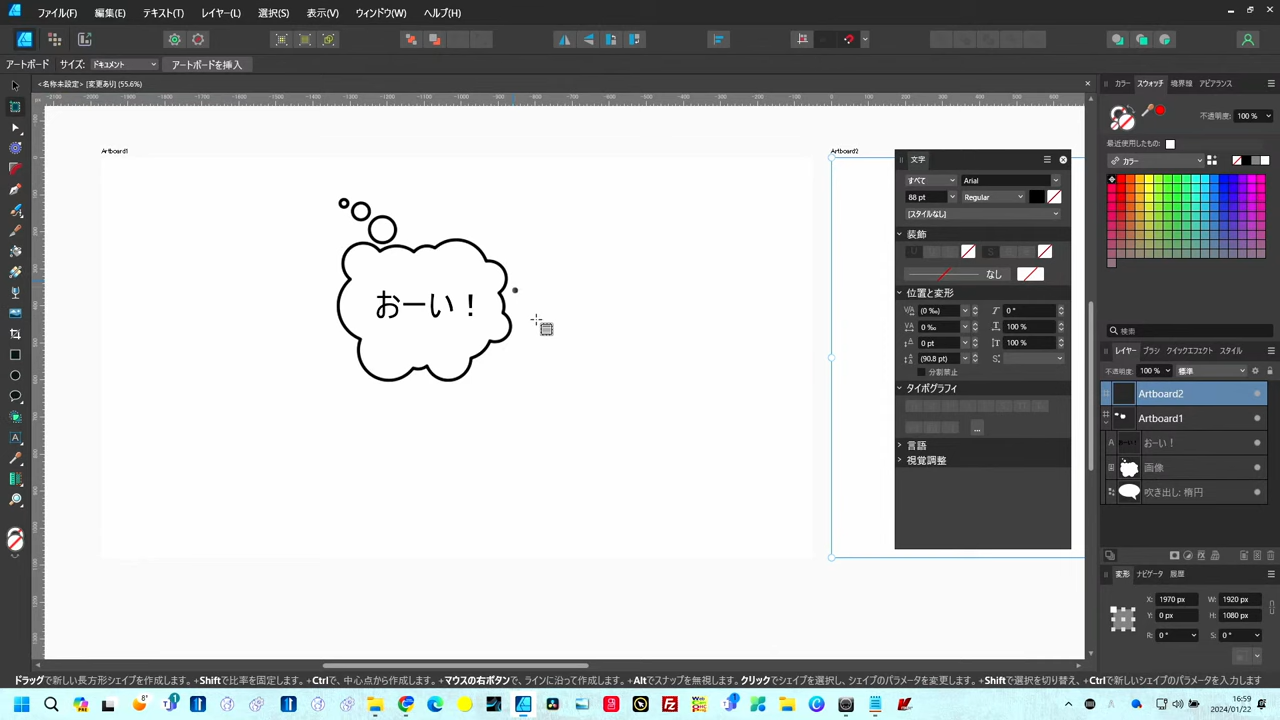 ファイル(F) 編集(E) テキスト(T) レイヤー(L) 選択(S) 表示(V) ウィンドウ(W) ヘルプ(H)
アートボード サイズ: ドキュメント アートボードを挿入
<名称未設定> [変更あり] (55.6%)
Artboard1
Artboard2
おーい！
文字
すべて Arial
88 pt Regular
[スタイルなし]
装飾
なし
位置と変形
(0 ‰) 0 °
0 ‰ 100 %
0 pt 100 %
(90.8 pt)
分割禁止
タイポグラフィ
...
言語
視覚調整
カラー スウォッチ 境界線 アピアランス
不透明度: 100 %
最近使用したもの:
カラー
検索
レイヤー ブラシ クイックエフェクト スタイル
不透明度: 100 % 標準
Artboard2
Artboard1
おーい！
画像
吹き出し: 楕円
変形 ナビゲータ 履歴
X: 1970 px W: 1920 px
Y: 0 px H: 1080 px
R: 0 ° S: 0 °
ドラッグで新しい長方形シェイプを作成します。+Shiftで比率を固定します。+Ctrlで、中心点から作成します。+マウスの右ボタンで、ラインに沿って作成します。+Altでスナップを無視します。クリックでシェイプを選択し、シェイプのパラメータを変更します。+Shiftで選択を切り替え、+Ctrlで新しいシェイプのパラメータを入力します
16:59
2024/01/22